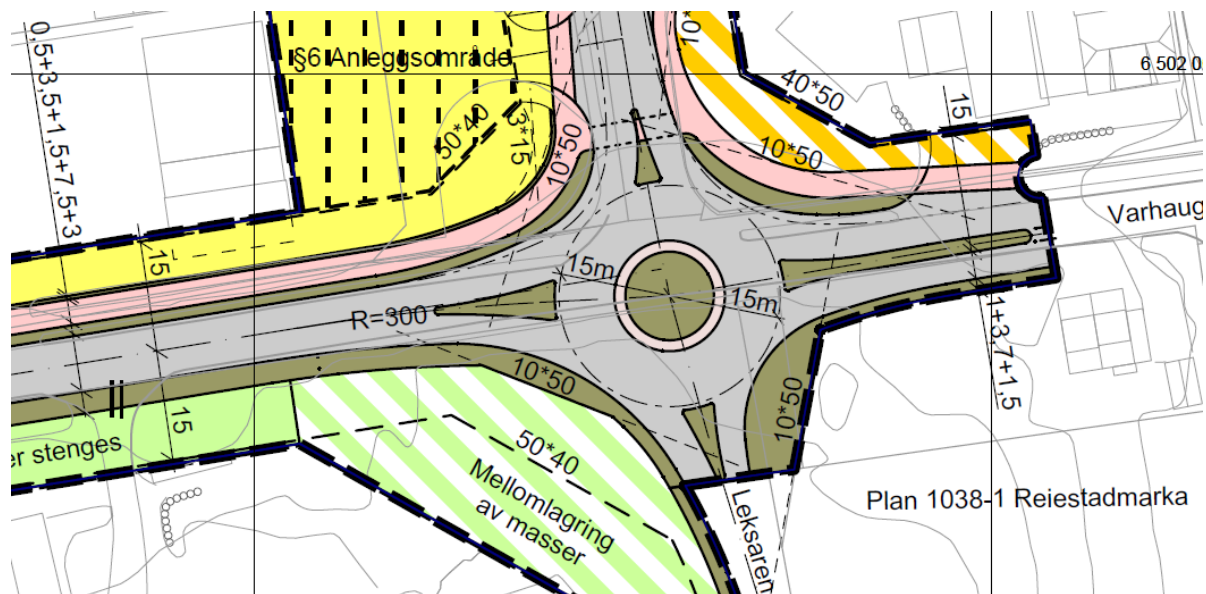 0,5+3,5+1,5+7,5+3
§6 Anleggsområde
50*40
3*15
10*50
10*50
40*50
15
6 502 0
10*50
Varhaug
15
15m
15m
R=300
1+3,7+1,5
10*50
10*50
15
er stenges
50*40
Mellomlagring
av masser
Leksaren
Plan 1038-1 Reiestadmarka